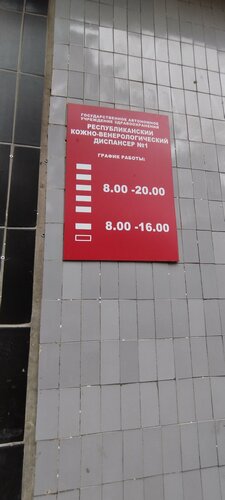 ГОСУДАРСТВЕННОЕ АВТОНОМНОЕ
УЧРЕЖДЕНИЕ ЗДРАВООХРАНЕНИЯ
РЕСПУБЛИКАНСКИЙ
КОЖНО-ВЕНЕРОЛОГИЧЕСКИЙ
ДИСПАНСЕР №1
ГРАФИК РАБОТЫ:
8.00 -20.00
8.00 -16.00